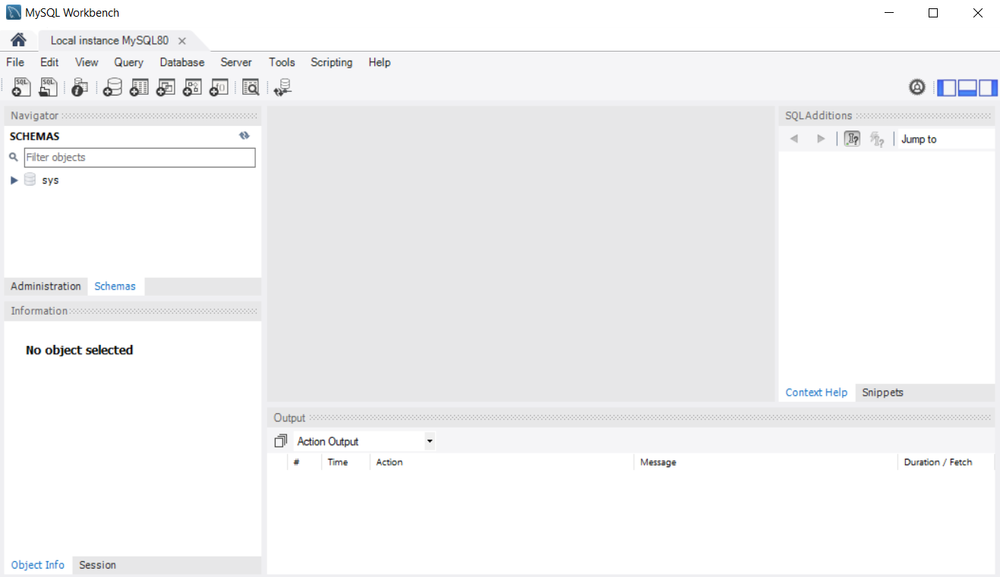 MySQL Workbench
Local instance MySQL80
File Edit View Query Database Server Tools Scripting Help
SQL SQL
Navigator
SCHEMAS
Filter objects
sys
Administration Schemas
Information
No object selected
Object Info Session
SQLAdditions
Jump to
Context Help Snippets
Output
Action Output
# Time Action Message Duration / Fetch